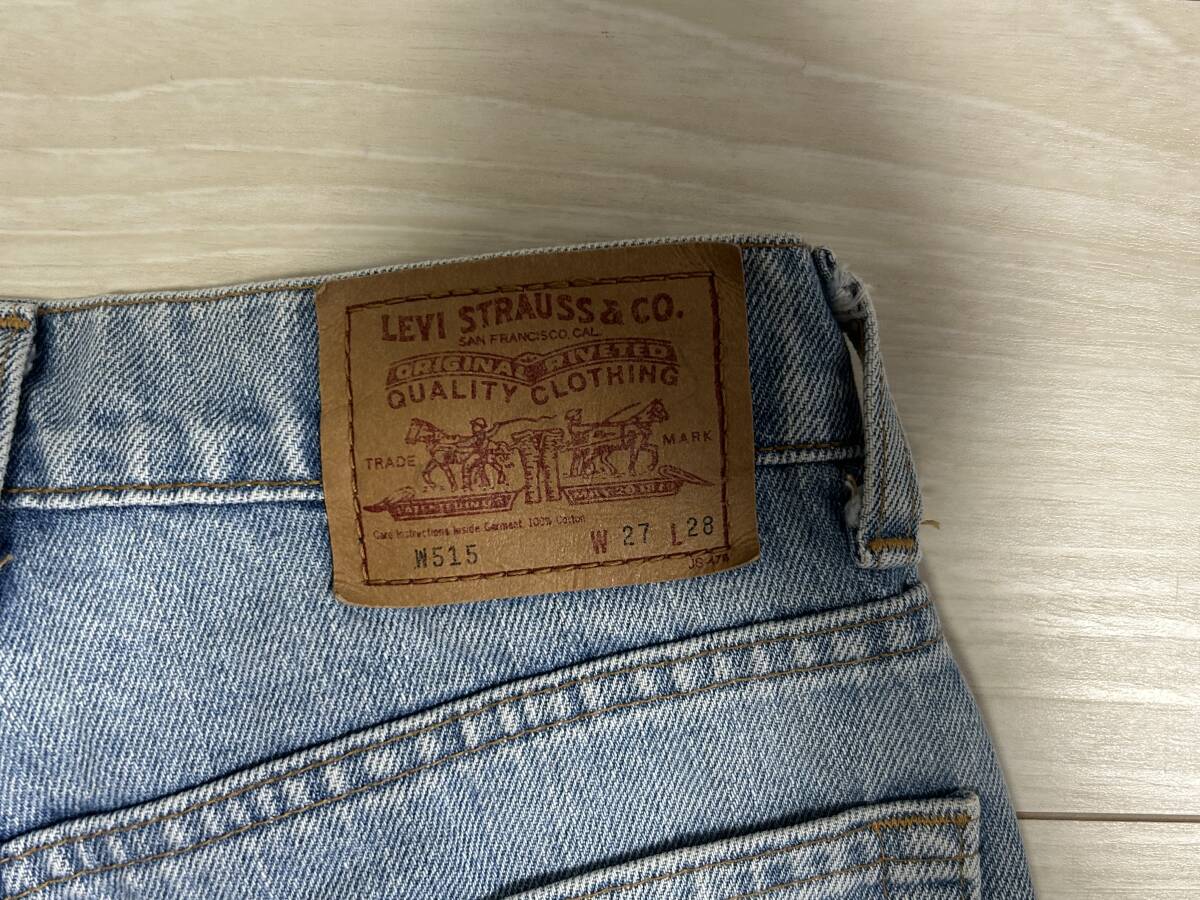 LEVI STRAUSS & CO.
SAN FRANCISCO, CAL.
ORIGINAL RIVETED
QUALITY CLOTHING
TRADE MARK
Care Instructions Inside Garment 100% Cotton
W515 W 27 L 28